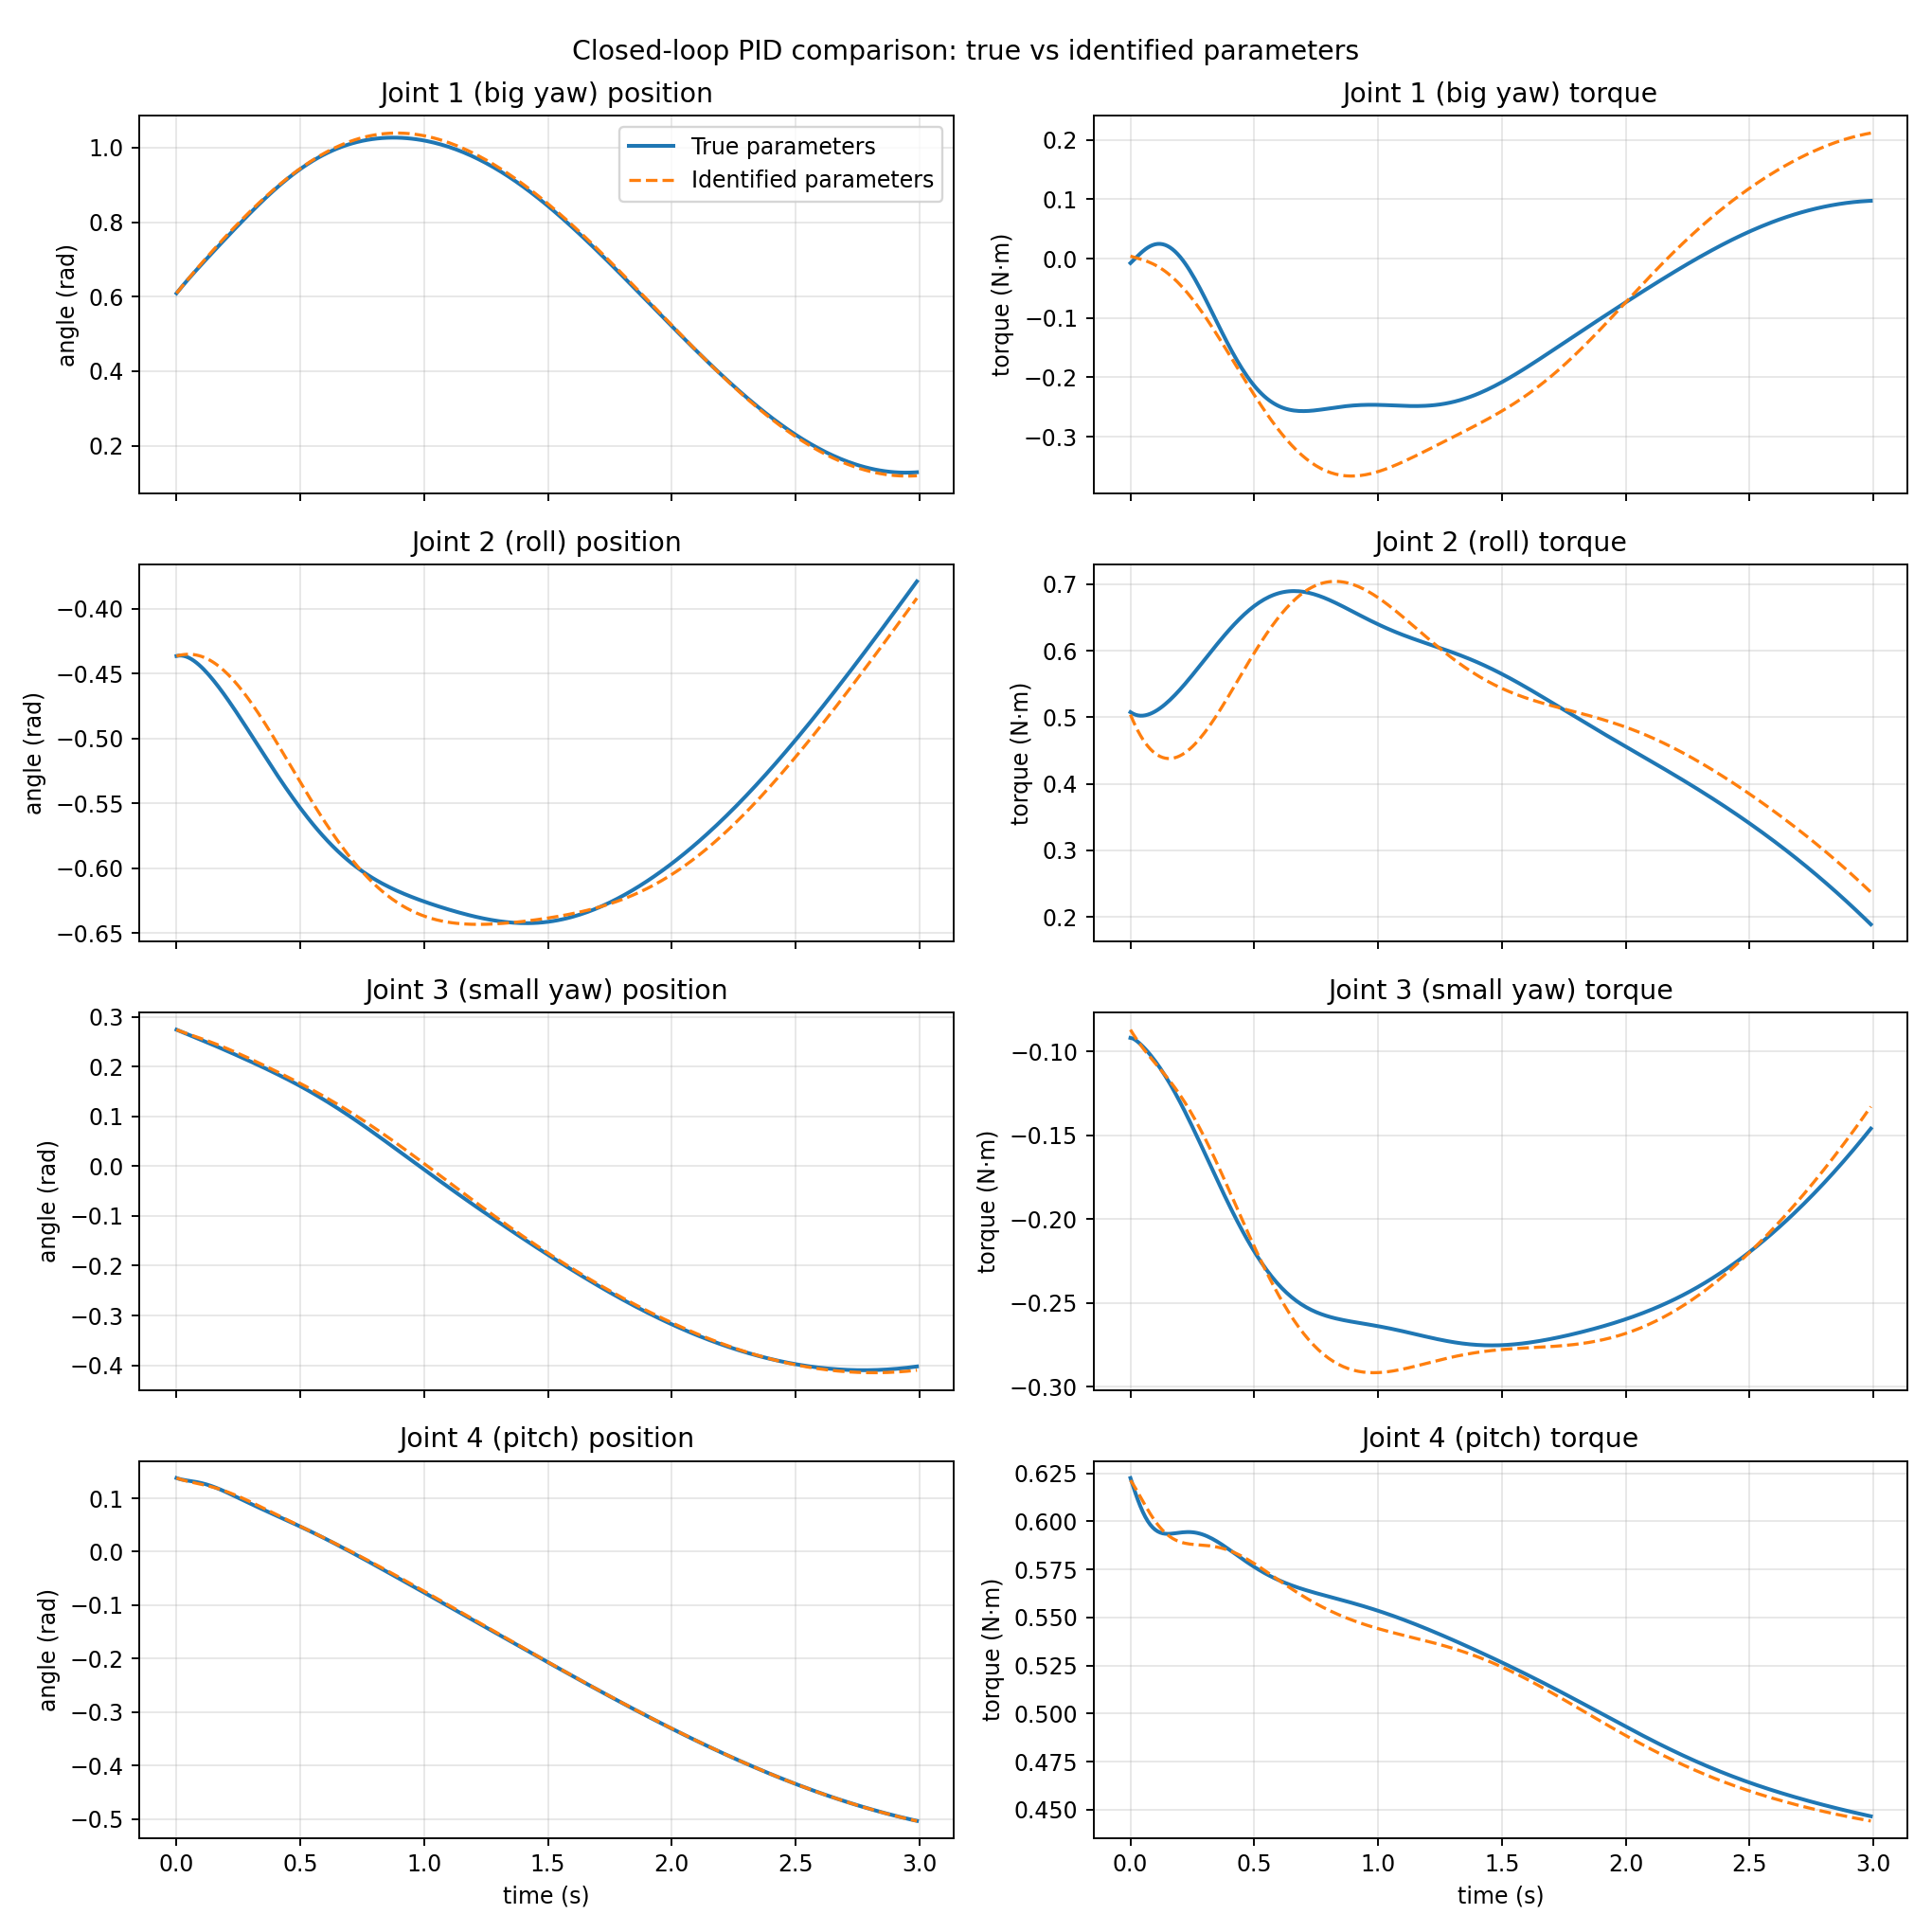 Closed-loop PID comparison: true vs identified parameters
Joint 1 (big yaw) position
True parameters
Identified parameters
angle (rad)
1.0
0.8
0.6
0.4
0.2
Joint 1 (big yaw) torque
torque (N·m)
0.2
0.1
0.0
−0.1
−0.2
−0.3
Joint 2 (roll) position
angle (rad)
−0.40
−0.45
−0.50
−0.55
−0.60
−0.65
Joint 2 (roll) torque
torque (N·m)
0.7
0.6
0.5
0.4
0.3
0.2
Joint 3 (small yaw) position
angle (rad)
0.3
0.2
0.1
0.0
−0.1
−0.2
−0.3
−0.4
Joint 3 (small yaw) torque
torque (N·m)
−0.10
−0.15
−0.20
−0.25
−0.30
Joint 4 (pitch) position
angle (rad)
0.1
0.0
−0.1
−0.2
−0.3
−0.4
−0.5
0.0 0.5 1.0 1.5 2.0 2.5 3.0
time (s)
Joint 4 (pitch) torque
torque (N·m)
0.625
0.600
0.575
0.550
0.525
0.500
0.475
0.450
0.0 0.5 1.0 1.5 2.0 2.5 3.0
time (s)